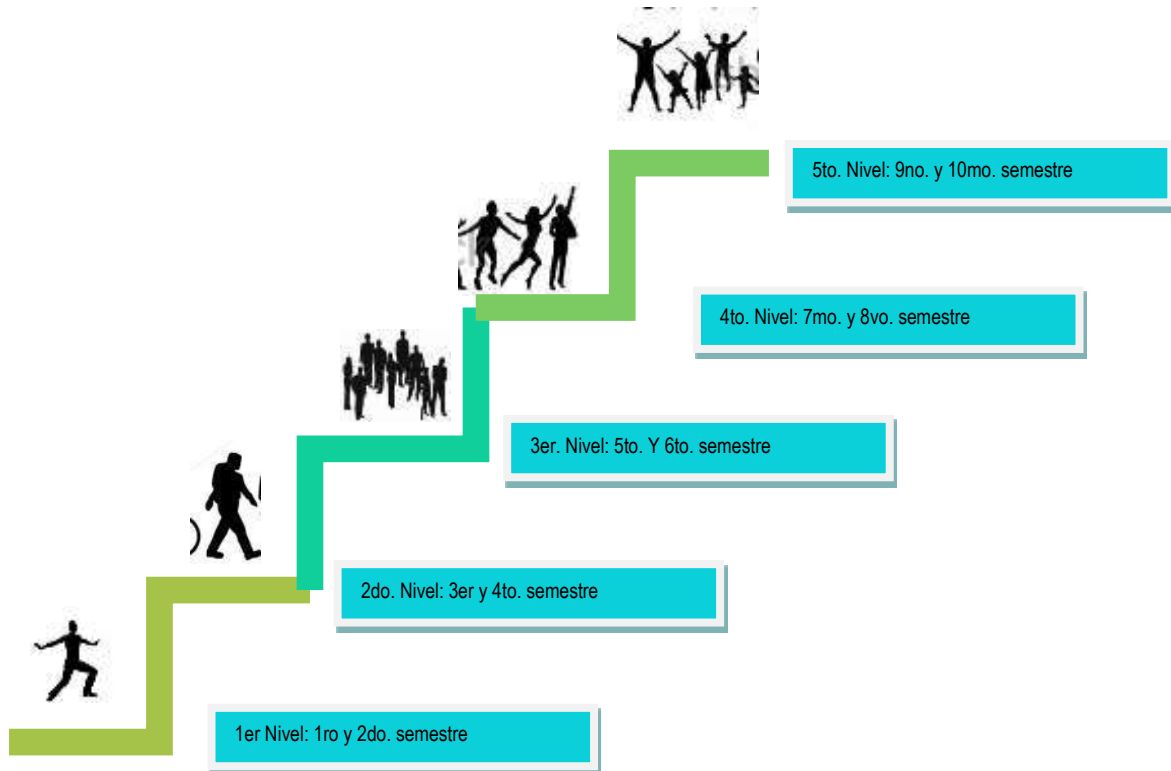 5to. Nivel: 9no. y 10mo. semestre
4to. Nivel: 7mo. y 8vo. semestre
3er. Nivel: 5to. Y 6to. semestre
2do. Nivel: 3er y 4to. semestre
1er Nivel: 1ro y 2do. semestre